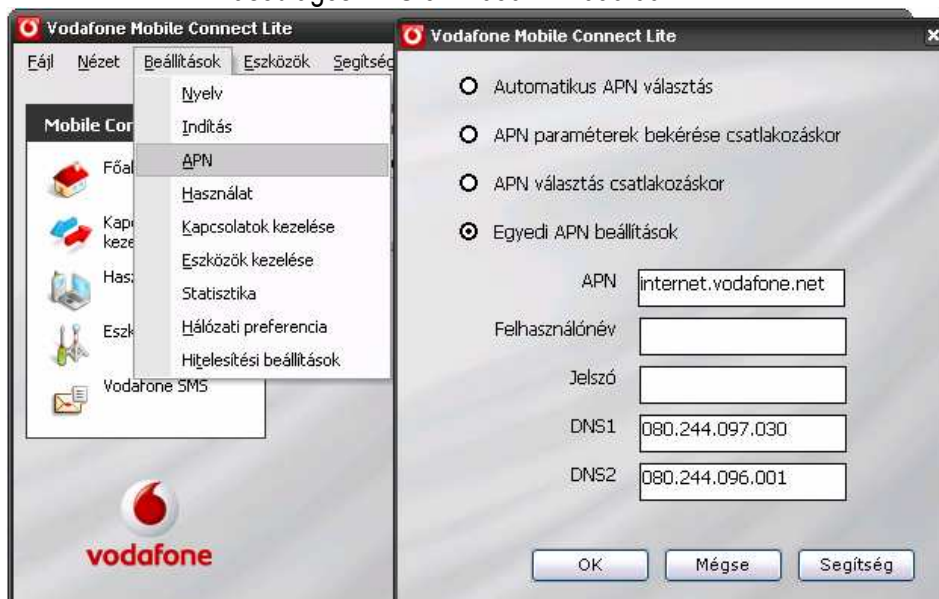 Vodafone Mobile Connect Lite
Fájl Nézet Beállítások Eszközök Segítség
Nyelv
Indítás
APN
Használat
Kapcsolatok kezelése
Eszközök kezelése
Statisztika
Hálózati preferencia
Hitelesítési beállítások
Mobile
Vodafone SMS
vodafone
Vodafone Mobile Connect Lite
Automatikus APN választás
APN paraméterek bekérése csatlakozáskor
APN választás csatlakozáskor
Egyedi APN beállítások
APN internet.vodafone.net
Felhasználónév
Jelszó
DNS1 080.244.097.030
DNS2 080.244.096.001
OK Mégse Segítség